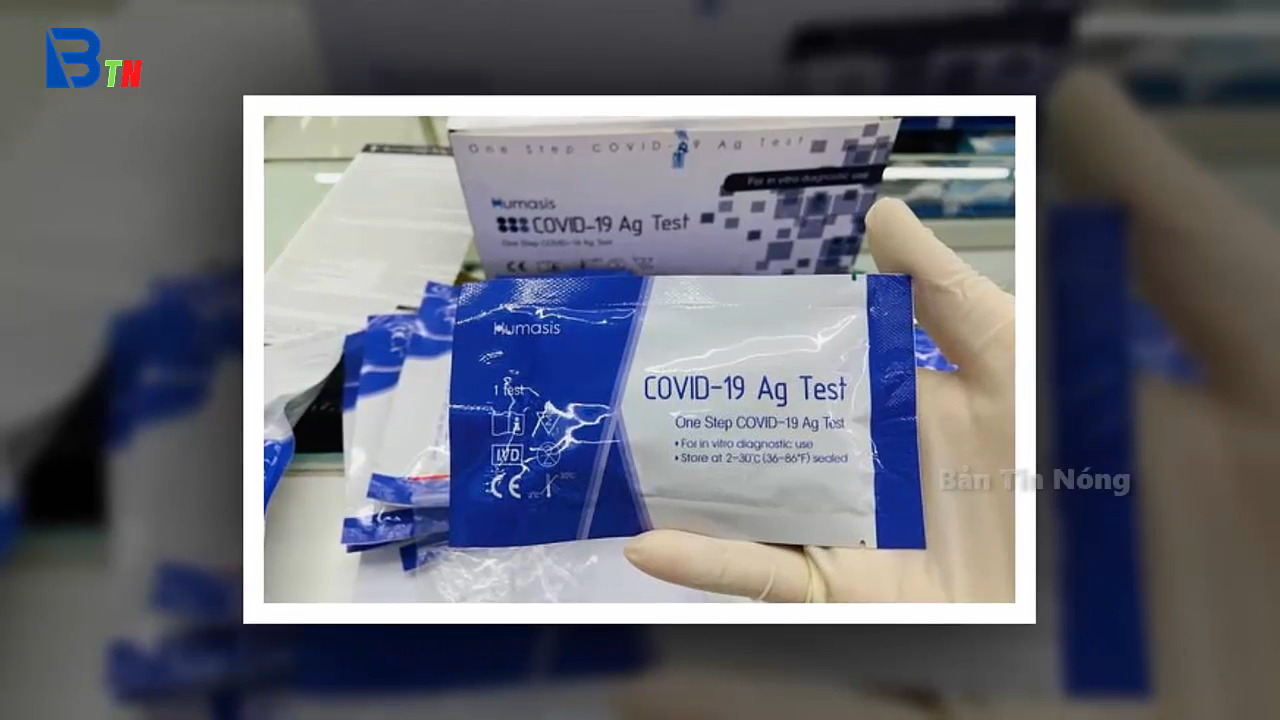 BTN
One Step COVID-19 Ag Test
For in vitro diagnostic use
Humasis
COVID-19 Ag Test
One Step COVID-19 Ag Test
CE
Humasis
1 test
IVD
CE
COVID-19 Ag Test
One Step COVID-19 Ag Test
• For in vitro diagnostic use
• Store at 2-30°C (36-86°F) sealed
Bản Tin Nóng